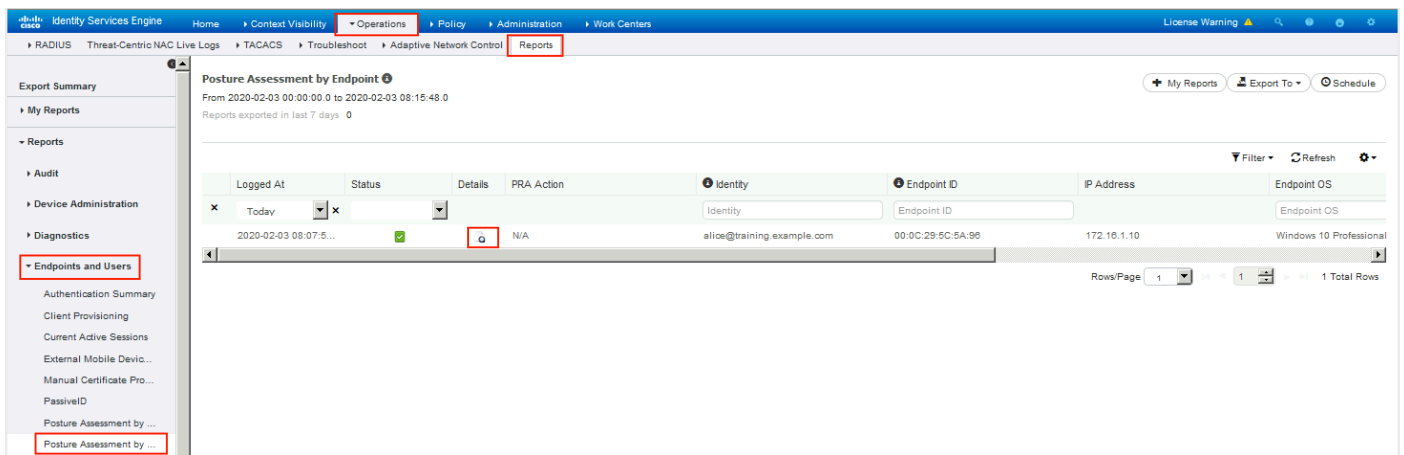 cisco Identity Services Engine Home Context Visibility Operations Policy Administration Work Centers License Warning
RADIUS Threat-Centric NAC Live Logs TACACS Troubleshoot Adaptive Network Control Reports
Export Summary
My Reports
Reports
Audit
Device Administration
Diagnostics
Endpoints and Users
Authentication Summary
Client Provisioning
Current Active Sessions
External Mobile Devic...
Manual Certificate Pro...
PassiveID
Posture Assessment by ...
Posture Assessment by ...
Posture Assessment by Endpoint
From 2020-02-03 00:00:00.0 to 2020-02-03 08:15:48.0
Reports exported in last 7 days 0
My Reports Export To Schedule
Filter Refresh
Logged At Status Details PRA Action Identity Endpoint ID IP Address Endpoint OS
× Today × Identity Endpoint ID Endpoint OS
2020-02-03 08:07:5... N/A alice@training.example.com 00:0C:29:5C:5A:96 172.16.1.10 Windows 10 Professional
Rows/Page 1 1 1 Total Rows